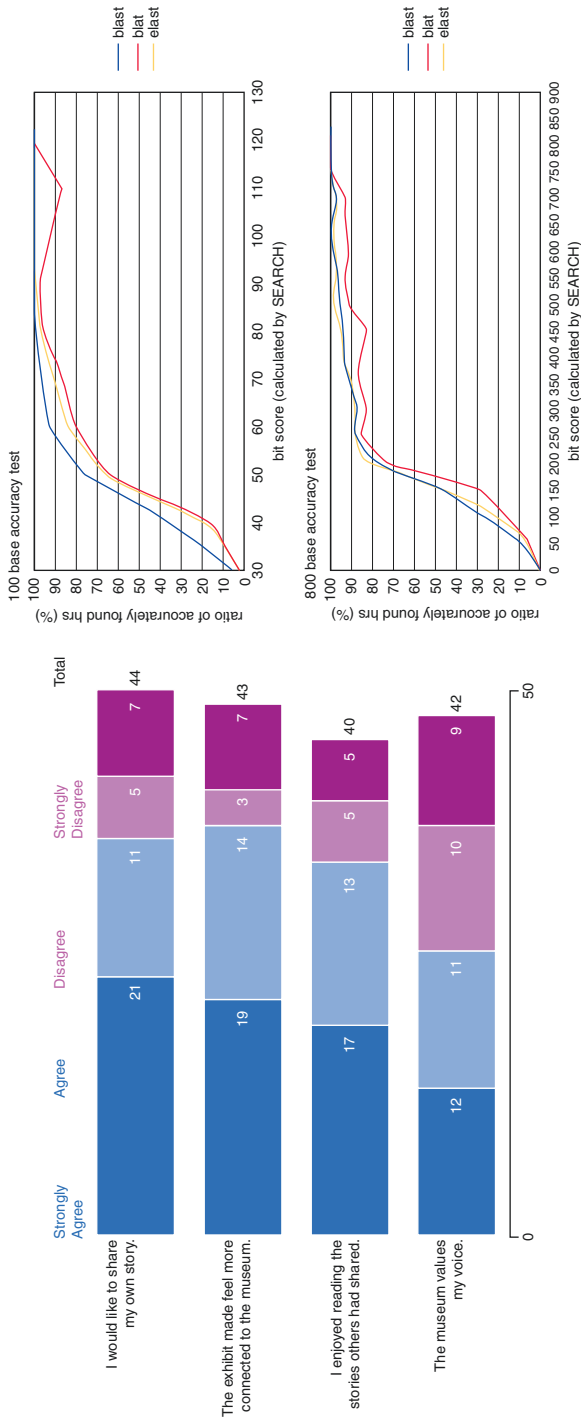 Strongly
Agree
Agree
Disagree
Strongly
Disagree
Total
I would like to share
my own story.
21
11
5
7
44
The exhibit made feel more
connected to the museum.
19
14
3
7
43
I enjoyed reading the
stories others had shared.
17
13
5
5
40
The museum values
my voice.
12
11
10
9
42
0
50
100 base accuracy test
ratio of accurately found hrs (%)
100
90
80
70
60
50
40
30
20
10
0
30
40
50
60
70
80
90
100
110
120
130
bit score (calculated by SEARCH)
blast
blat
elast
800 base accuracy test
ratio of accurately found hrs (%)
100
90
80
70
60
50
40
30
20
10
0
0
50
100
150
200
250
300
350
400
450
500
550
600
650
700
750
800
850
900
bit score (calculated by SEARCH)
blast
blat
elast